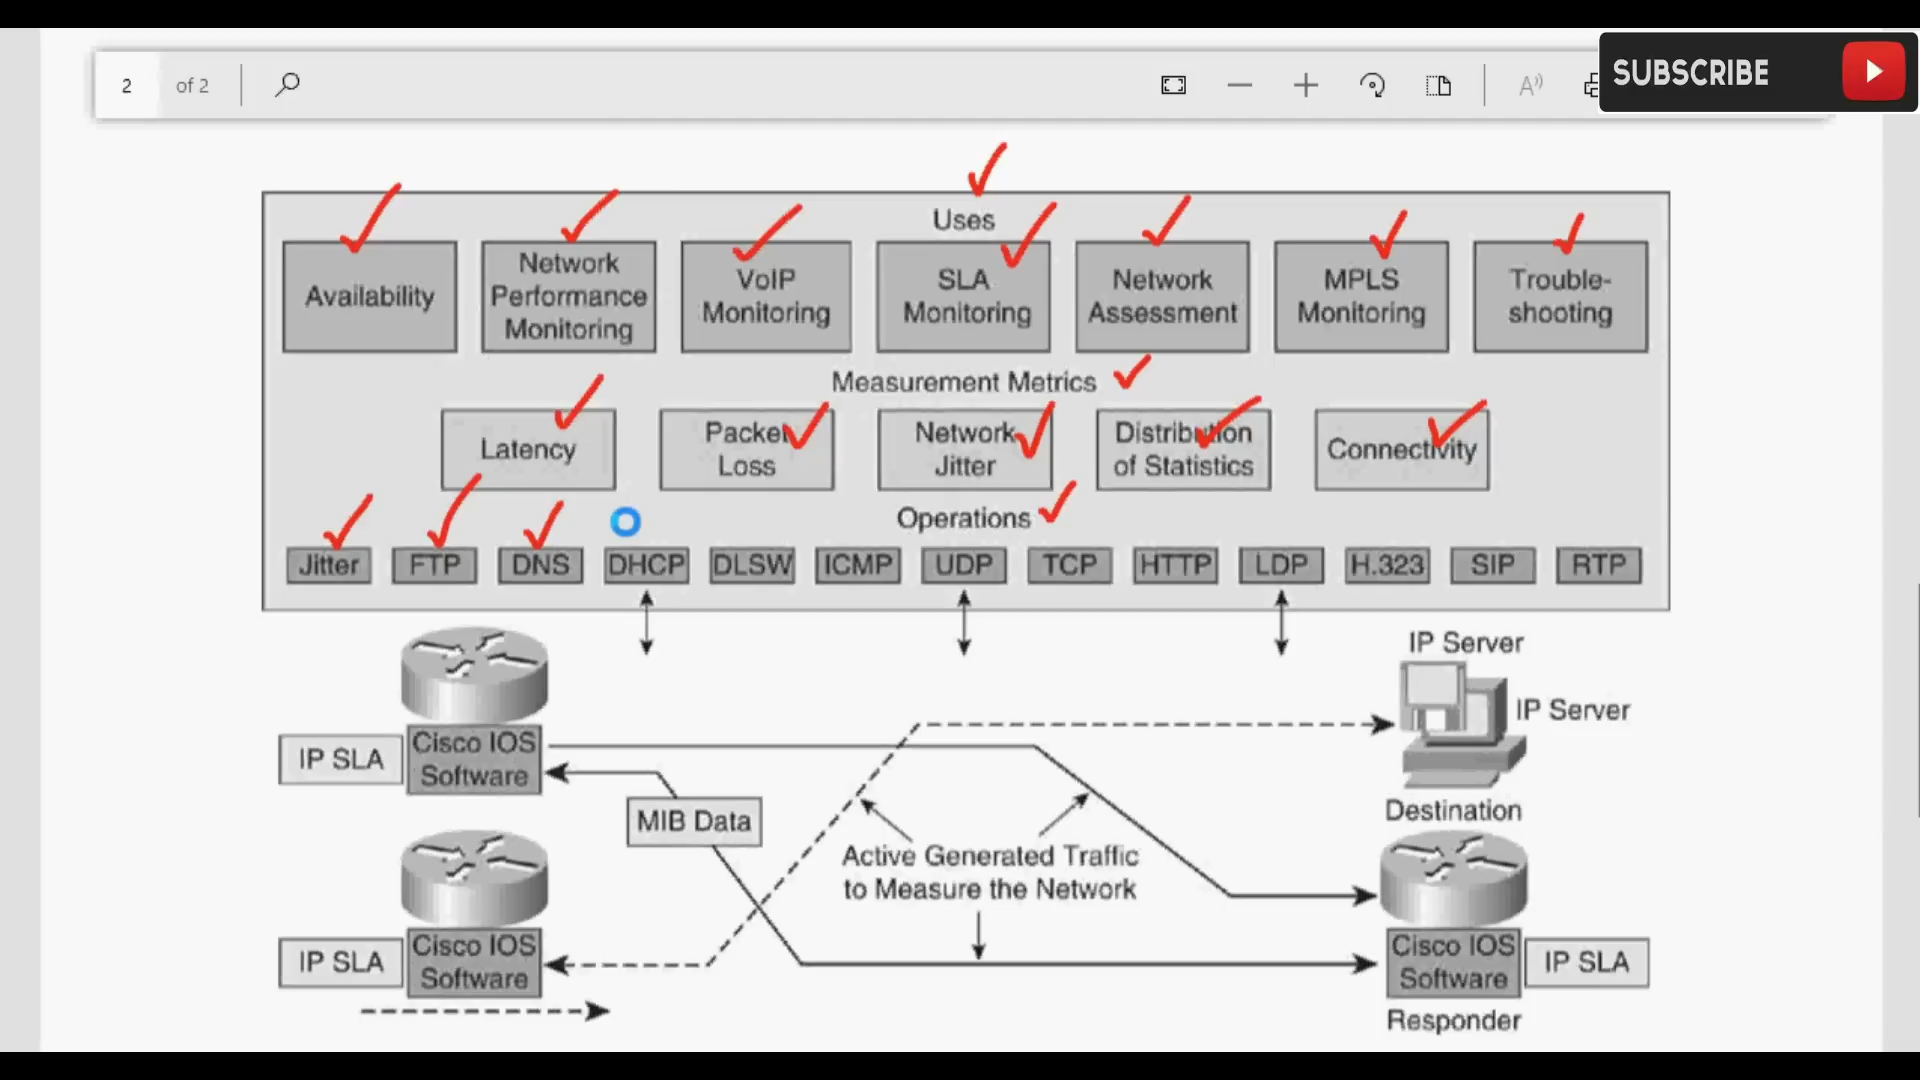 2 of 2
SUBSCRIBE
Uses
Availability
Network
Performance
Monitoring
VoIP
Monitoring
SLA
Monitoring
Network
Assessment
MPLS
Monitoring
Trouble-
shooting
Measurement Metrics
Latency
Packet
Loss
Network
Jitter
Distribution
of Statistics
Connectivity
Operations
Jitter FTP DNS DHCP DLSW ICMP UDP TCP HTTP LDP H.323 SIP RTP
IP Server
IP Server
Destination
IP SLA
Cisco IOS
Software
MIB Data
Active Generated Traffic
to Measure the Network
IP SLA
Cisco IOS
Software
Cisco IOS
Software
IP SLA
Responder